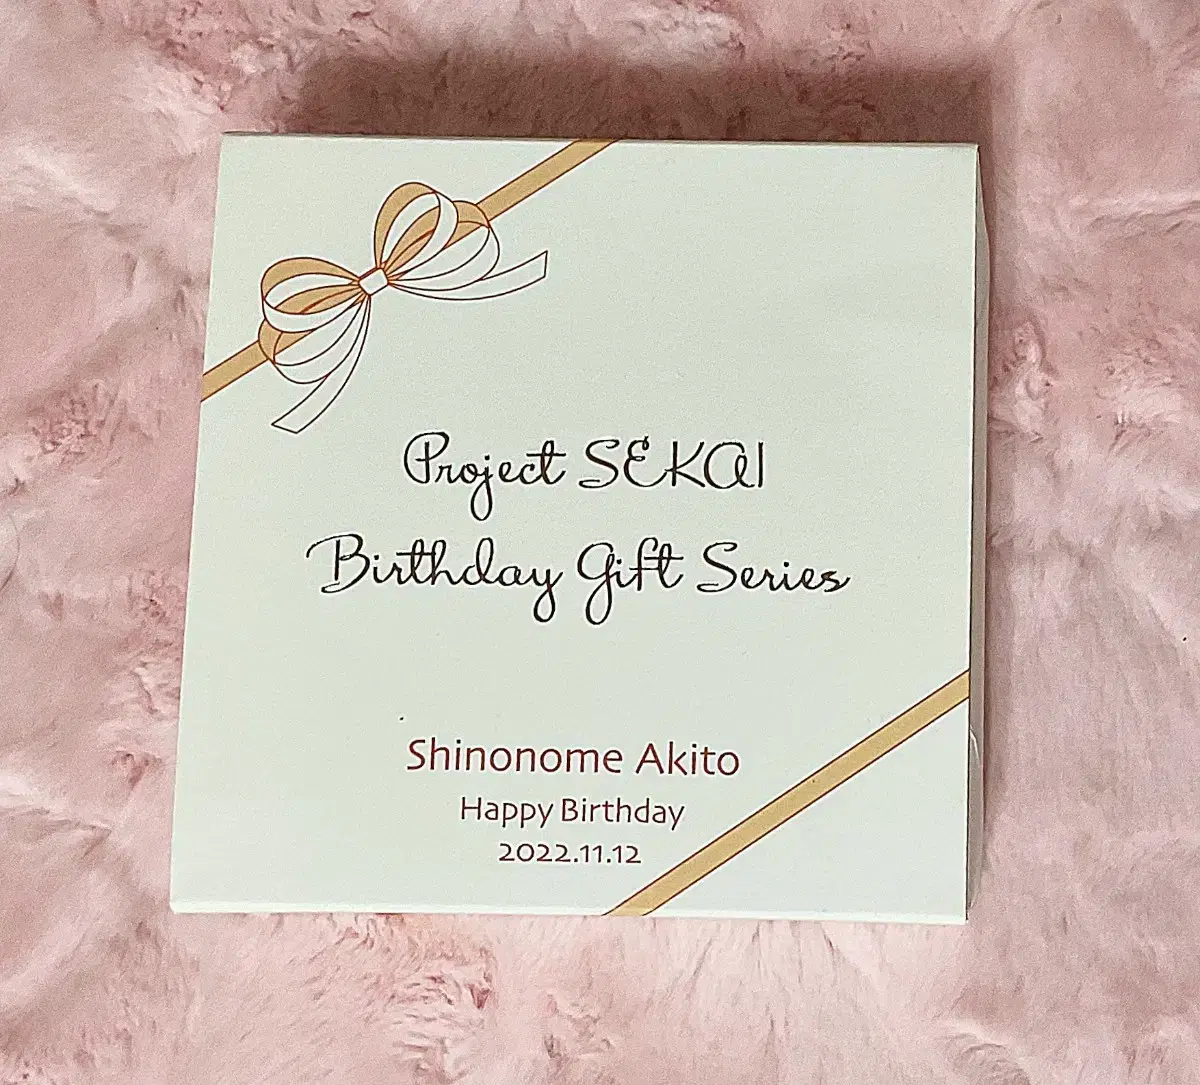 Project SEKAI
Birthday Gift Series
Shinonome Akito
Happy Birthday
2022.11.12